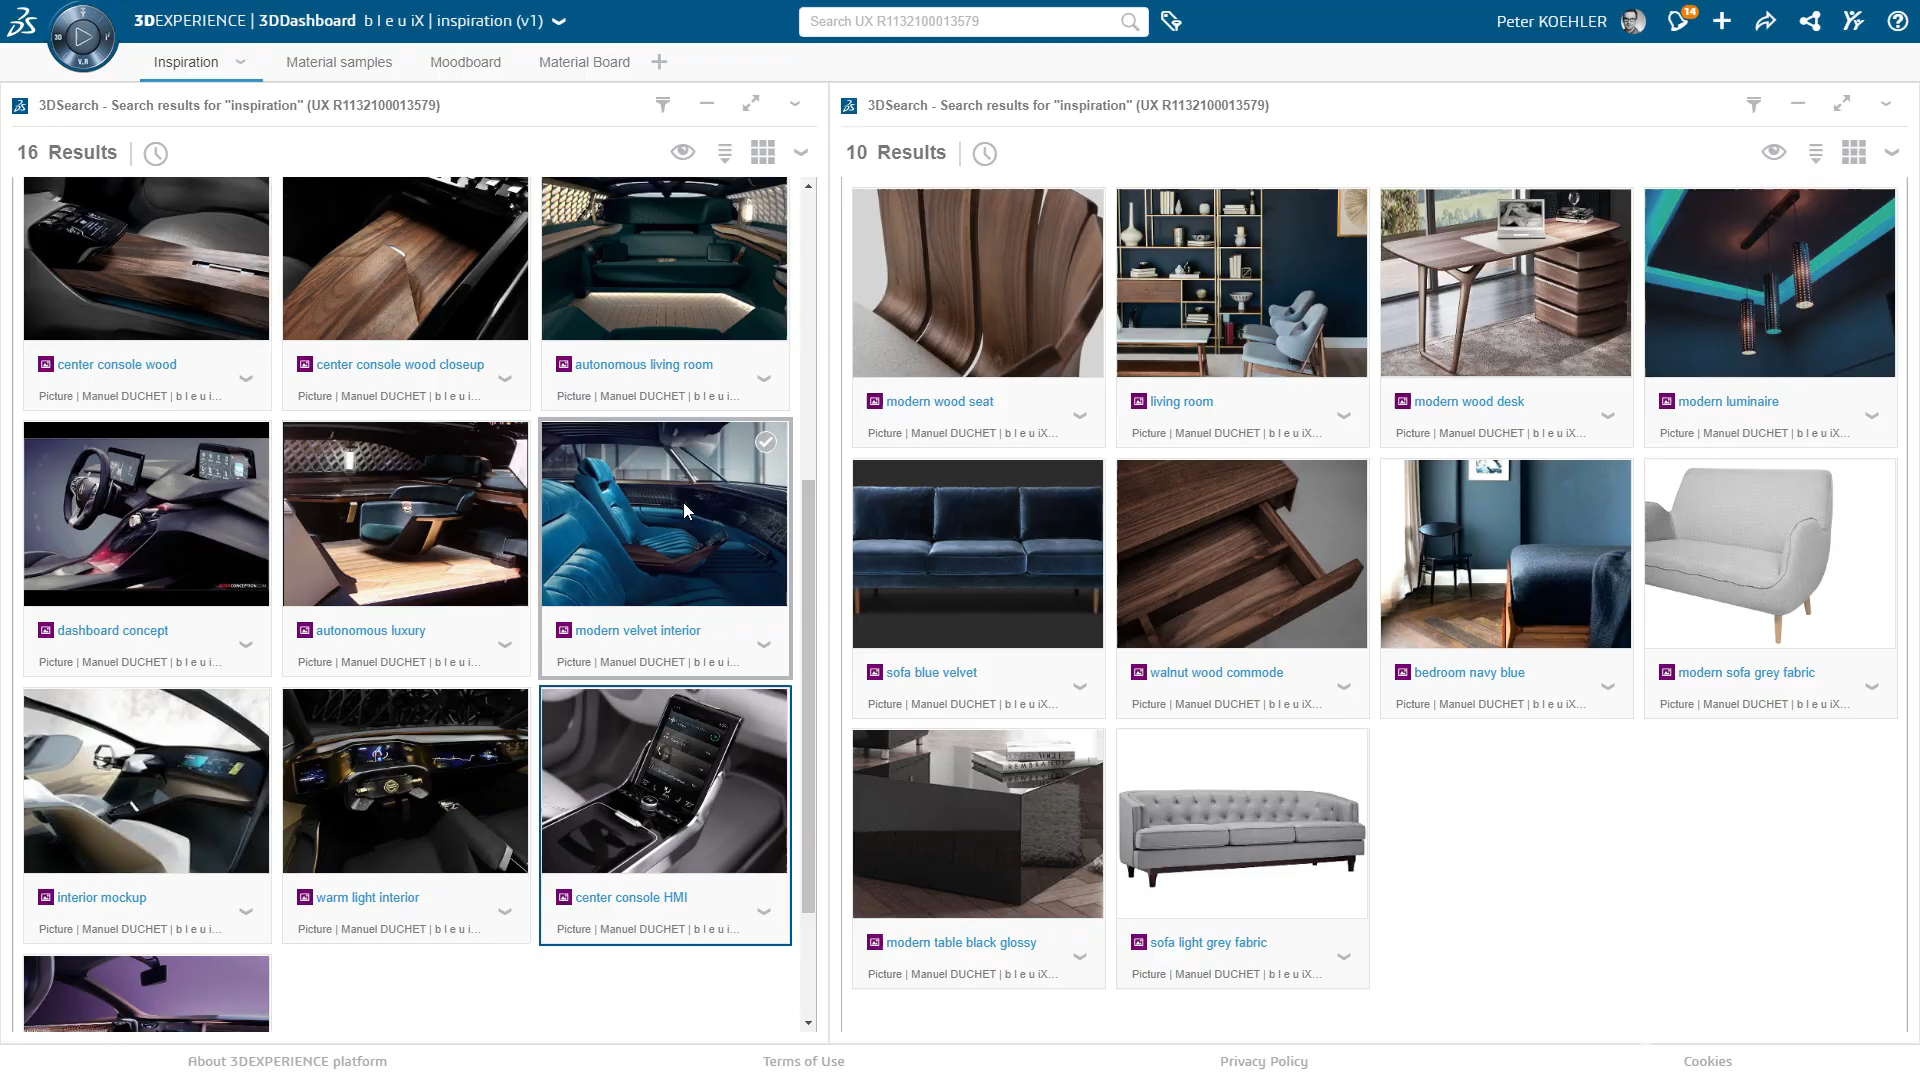 3DEXPERIENCE | 3DDashboard b l e u iX | inspiration (v1)
Search UX R1132100013579
Peter KOEHLER
14
3D
V.R
Inspiration
Material samples
Moodboard
Material Board
3DSearch - Search results for "inspiration" (UX R1132100013579)
16 Results
center console wood
Picture | Manuel DUCHET | b l e u i...
center console wood closeup
Picture | Manuel DUCHET | b l e u i...
autonomous living room
Picture | Manuel DUCHET | b l e u i...
dashboard concept
Picture | Manuel DUCHET | b l e u i...
autonomous luxury
Picture | Manuel DUCHET | b l e u i...
modern velvet interior
Picture | Manuel DUCHET | b l e u i...
interior mockup
Picture | Manuel DUCHET | b l e u i...
warm light interior
Picture | Manuel DUCHET | b l e u i...
center console HMI
Picture | Manuel DUCHET | b l e u i...
3DSearch - Search results for "inspiration" (UX R1132100013579)
10 Results
modern wood seat
Picture | Manuel DUCHET | b l e u iX...
living room
Picture | Manuel DUCHET | b l e u iX...
modern wood desk
Picture | Manuel DUCHET | b l e u iX...
modern luminaire
Picture | Manuel DUCHET | b l e u iX...
sofa blue velvet
Picture | Manuel DUCHET | b l e u iX...
walnut wood commode
Picture | Manuel DUCHET | b l e u iX...
bedroom navy blue
Picture | Manuel DUCHET | b l e u iX...
modern sofa grey fabric
Picture | Manuel DUCHET | b l e u iX...
VOGUE
REMBRANDT
modern table black glossy
Picture | Manuel DUCHET | b l e u iX...
sofa light grey fabric
Picture | Manuel DUCHET | b l e u iX...
About 3DEXPERIENCE platform
Terms of Use
Privacy Policy
Cookies